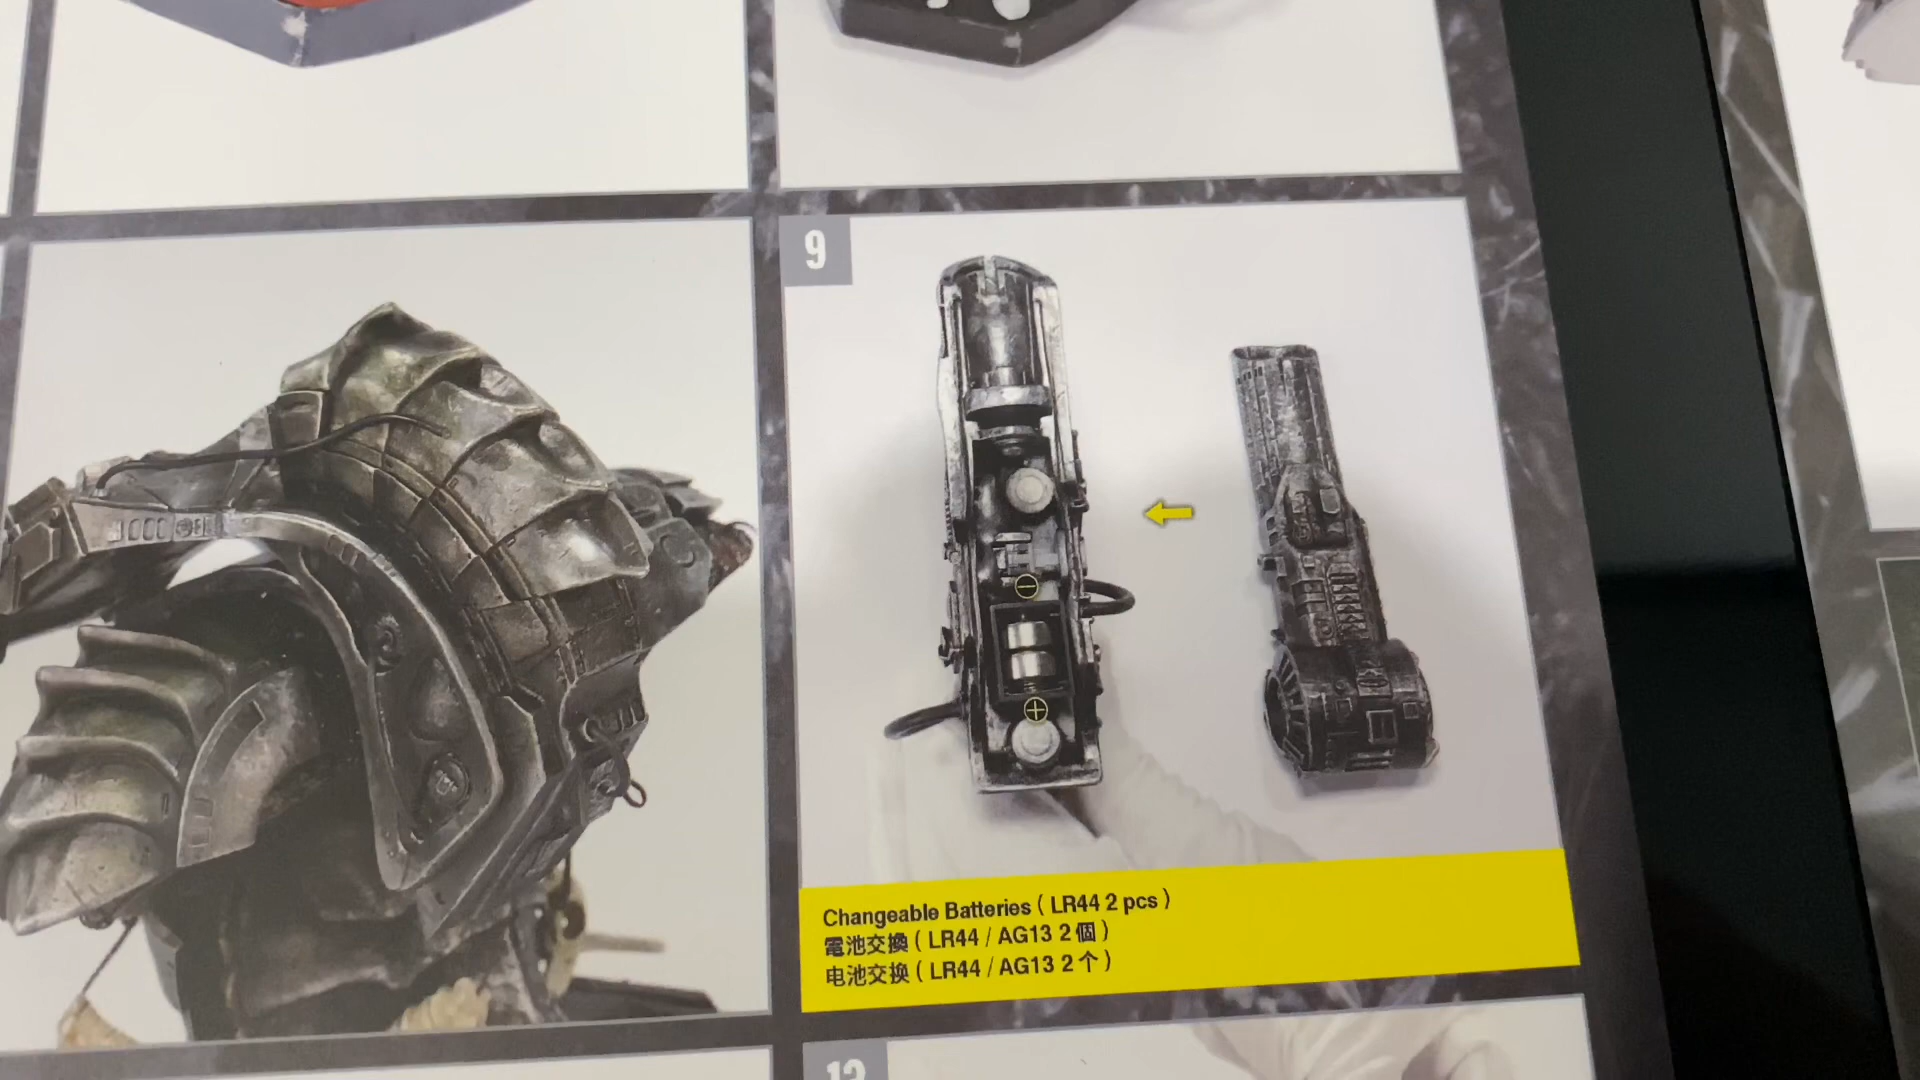 9
Changeable Batteries ( LR44 2 pcs )
電池交換 ( LR44 / AG13 2 個 )
电池交换 ( LR44 / AG13 2 个 )